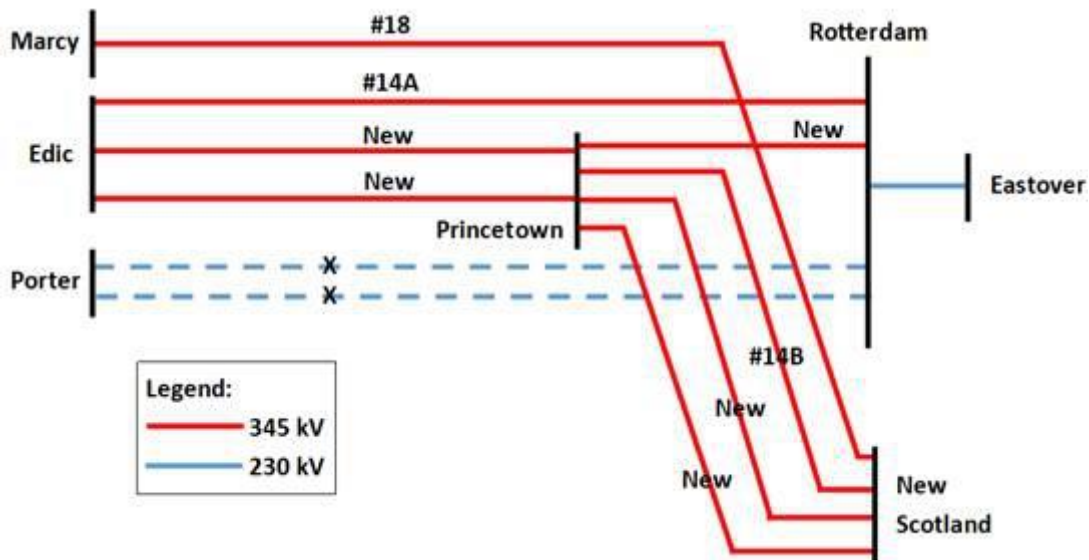 Marcy
#18
Rotterdam
#14A
New
New
Edic
New
Eastover
Princetown
Porter
X
X
#14B
Legend:
345 kV
230 kV
New
New
New
Scotland